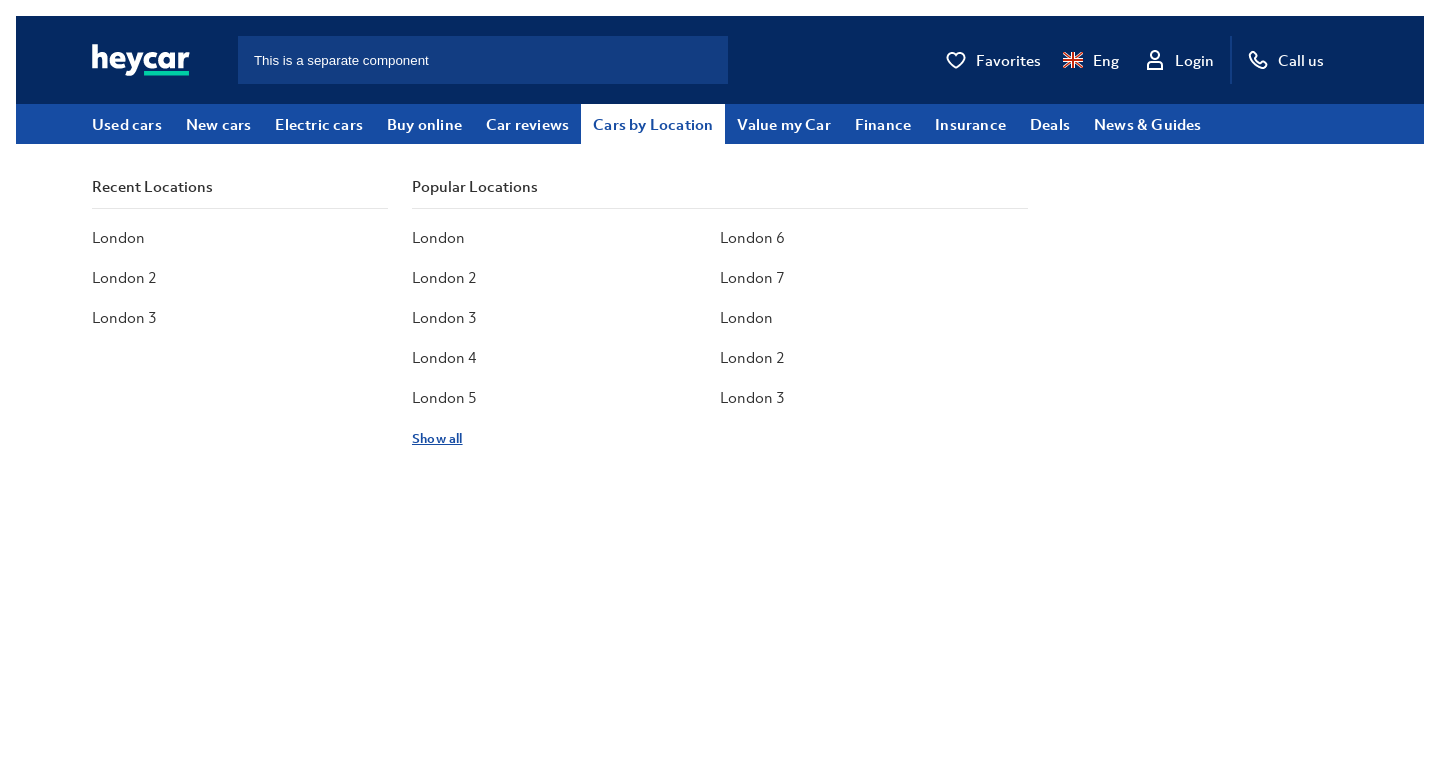 heycar
This is a separate component
Favorites
Eng
Login
Call us
Used cars
New cars
Electric cars
Buy online
Car reviews
Cars by Location
Value my Car
Finance
Insurance
Deals
News & Guides
Recent Locations
London
London 2
London 3
Popular Locations
London
London 2
London 3
London 4
London 5
London 6
London 7
London
London 2
London 3
Show all